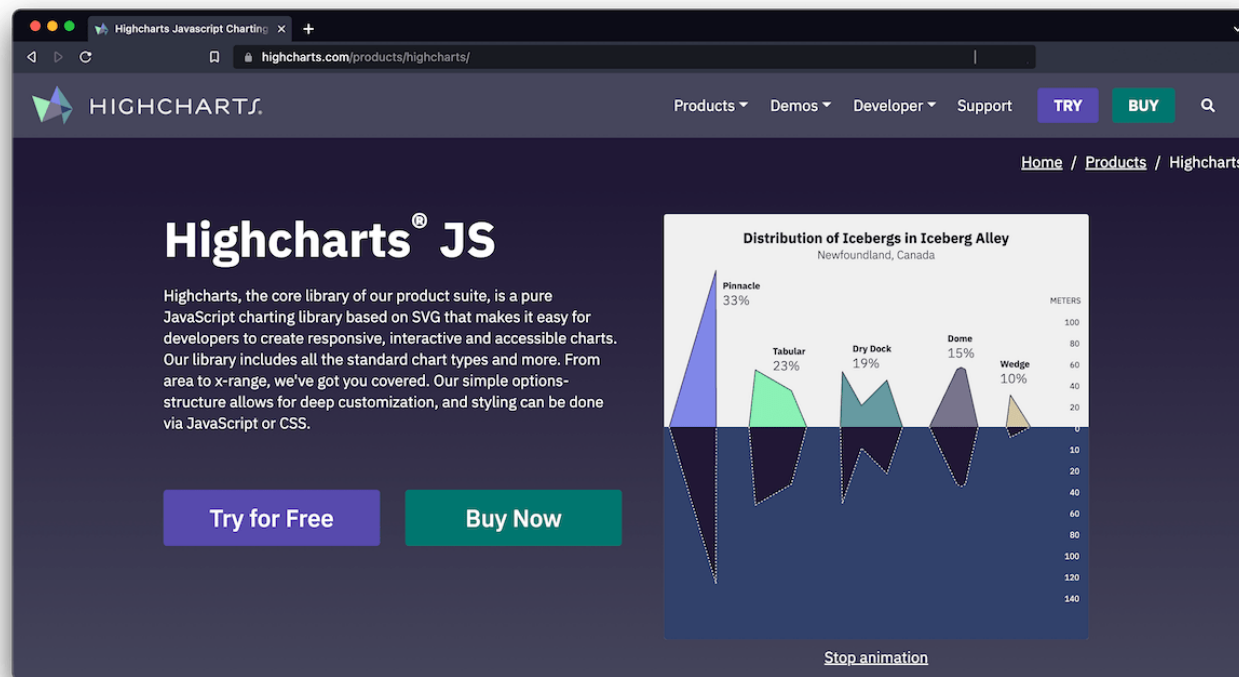 Highcharts Javascript Charting
highcharts.com/products/highcharts/
HIGHCHARTS®
Products
Demos
Developer
Support
TRY
BUY
Home / Products / Highcharts
Highcharts® JS
Highcharts, the core library of our product suite, is a pure
JavaScript charting library based on SVG that makes it easy for
developers to create responsive, interactive and accessible charts.
Our library includes all the standard chart types and more. From
area to x-range, we've got you covered. Our simple options-
structure allows for deep customization, and styling can be done
via JavaScript or CSS.
Try for Free
Buy Now
Distribution of Icebergs in Iceberg Alley
Newfoundland, Canada
Pinnacle
33%
Tabular
23%
Dry Dock
19%
Dome
15%
Wedge
10%
METERS
100
80
60
40
20
0
10
20
40
60
80
100
120
140
Stop animation